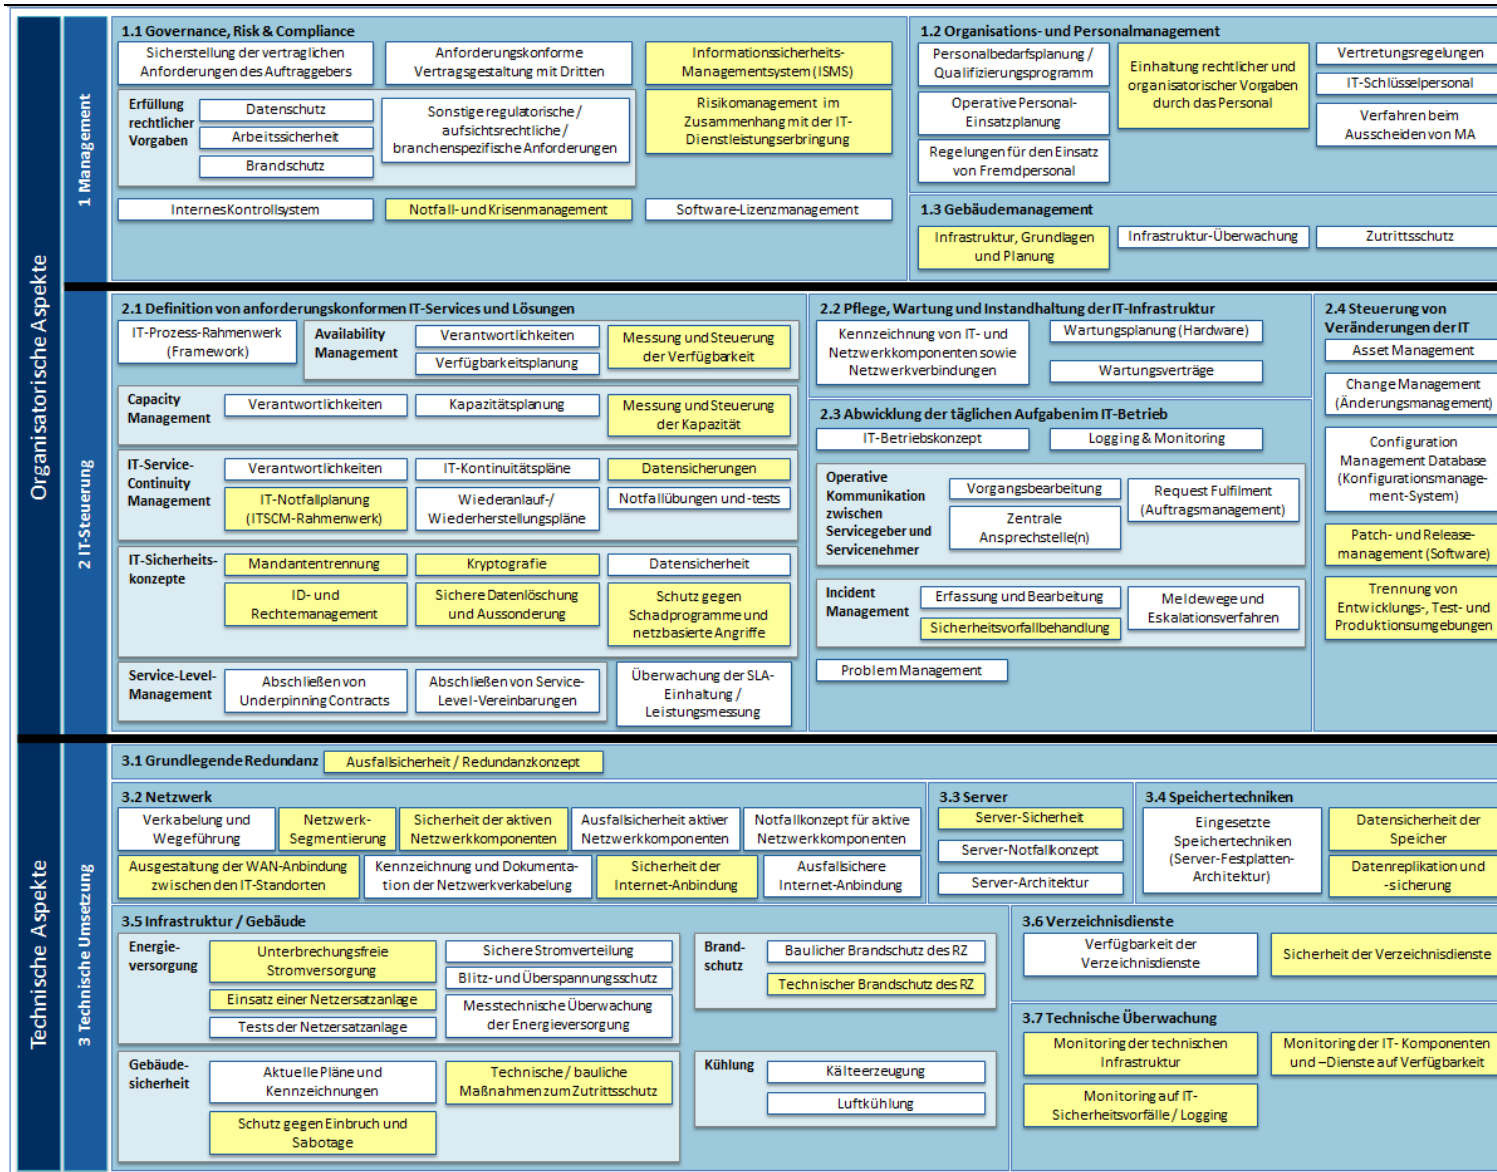 Organisatorische Aspekte
1 Management
1.1 Governance, Risk & Compliance
Sicherstellung der vertraglichen
Anforderungen des Auftraggebers
Anforderungskonforme
Vertragsgestaltung mit Dritten
Informationssicherheits-
Managementsystem (ISMS)
Erfüllung
rechtlicher
Vorgaben
Datenschutz
Arbeitssicherheit
Brandschutz
Sonstige regulatorische /
aufsichtsrechtliche /
branchenspezifische Anforderungen
Risikomanagement im
Zusammenhang mit der IT-
Dienstleistungserbringung
Internes Kontrollsystem
Notfall- und Krisenmanagement
Software-Lizenzmanagement
1.2 Organisations- und Personalmanagement
Personalbedarfsplanung /
Qualifizierungsprogramm
Operative Personal-
Einsatzplanung
Regelungen für den Einsatz
von Fremdpersonal
Einhaltung rechtlicher und
organisatorischer Vorgaben
durch das Personal
Vertretungsregelungen
IT-Schlüsselpersonal
Verfahren beim
Ausscheiden von MA
1.3 Gebäudemanagement
Infrastruktur, Grundlagen
und Planung
Infrastruktur-Überwachung
Zutrittsschutz
2 IT-Steuerung
2.1 Definition von anforderungskonformen IT-Services und Lösungen
IT-Prozess-Rahmenwerk
(Framework)
Availability
Management
Verantwortlichkeiten
Verfügbarkeitsplanung
Messung und Steuerung
der Verfügbarkeit
Capacity
Management
Verantwortlichkeiten
Kapazitätsplanung
Messung und Steuerung
der Kapazität
IT-Service-
Continuity
Management
Verantwortlichkeiten
IT-Kontinuitätspläne
Datensicherungen
IT-Notfallplanung
(ITSCM-Rahmenwerk)
Wiederanlauf-/
Wiederherstellungspläne
Notfallübungen und -tests
IT-Sicherheits-
konzepte
Mandantentrennung
Kryptografie
Datensicherheit
ID- und
Rechtemanagement
Sichere Datenlöschung
und Aussonderung
Schutz gegen
Schadprogramme und
netzbasierte Angriffe
Service-Level-
Management
Abschließen von
Underpinning Contracts
Abschließen von Service-
Level-Vereinbarungen
Überwachung der SLA-
Einhaltung /
Leistungsmessung
2.2 Pflege, Wartung und Instandhaltung der IT-Infrastruktur
Kennzeichnung von IT- und
Netzwerkkomponenten sowie
Netzwerkverbindungen
Wartungsplanung (Hardware)
Wartungsverträge
2.3 Abwicklung der täglichen Aufgaben im IT-Betrieb
IT-Betriebskonzept
Logging & Monitoring
Operative
Kommunikation
zwischen
Servicegeber und
Servicenehmer
Vorgangsbearbeitung
Zentrale
Ansprechstelle(n)
Request Fulfilment
(Auftragsmanagement)
Incident
Management
Erfassung und Bearbeitung
Sicherheitsvorfallbehandlung
Meldewege und
Eskalationsverfahren
Problem Management
2.4 Steuerung von
Veränderungen der IT
Asset Management
Change Management
(Änderungsmanagement)
Configuration
Management Database
(Konfigurationsmanage-
ment-System)
Patch- und Release-
management (Software)
Trennung von
Entwicklungs-, Test- und
Produktionsumgebungen
Technische Aspekte
3 Technische Umsetzung
3.1 Grundlegende Redundanz
Ausfallsicherheit / Redundanzkonzept
3.2 Netzwerk
Verkabelung und
Wegeführung
Netzwerk-
Segmentierung
Sicherheit der aktiven
Netzwerkkomponenten
Ausfallsicherheit aktiver
Netzwerkkomponenten
Notfallkonzept für aktive
Netzwerkkomponenten
Ausgestaltung der WAN-Anbindung
zwischen den IT-Standorten
Kennzeichnung und Dokumenta-
tion der Netzwerkverkabelung
Sicherheit der
Internet-Anbindung
Ausfallsichere
Internet-Anbindung
3.3 Server
Server-Sicherheit
Server-Notfallkonzept
Server-Architektur
3.4 Speichertechniken
Eingesetzte
Speichertechniken
(Server-Festplatten-
Architektur)
Datensicherheit der
Speicher
Datenreplikation und
-sicherung
3.5 Infrastruktur / Gebäude
Energie-
versorgung
Unterbrechungsfreie
Stromversorgung
Einsatz einer Netzersatzanlage
Tests der Netzersatzanlage
Sichere Stromverteilung
Blitz- und Überspannungsschutz
Messtechnische Überwachung
der Energieversorgung
Brand-
schutz
Baulicher Brandschutz des RZ
Technischer Brandschutz des RZ
Gebäude-
sicherheit
Aktuelle Pläne und
Kennzeichnungen
Schutz gegen Einbruch und
Sabotage
Technische / bauliche
Maßnahmen zum Zutrittsschutz
Kühlung
Kälteerzeugung
Luftkühlung
3.6 Verzeichnisdienste
Verfügbarkeit der
Verzeichnisdienste
Sicherheit der Verzeichnisdienste
3.7 Technische Überwachung
Monitoring der technischen
Infrastruktur
Monitoring der IT- Komponenten
und –Dienste auf Verfügbarkeit
Monitoring auf IT-
Sicherheitsvorfälle / Logging